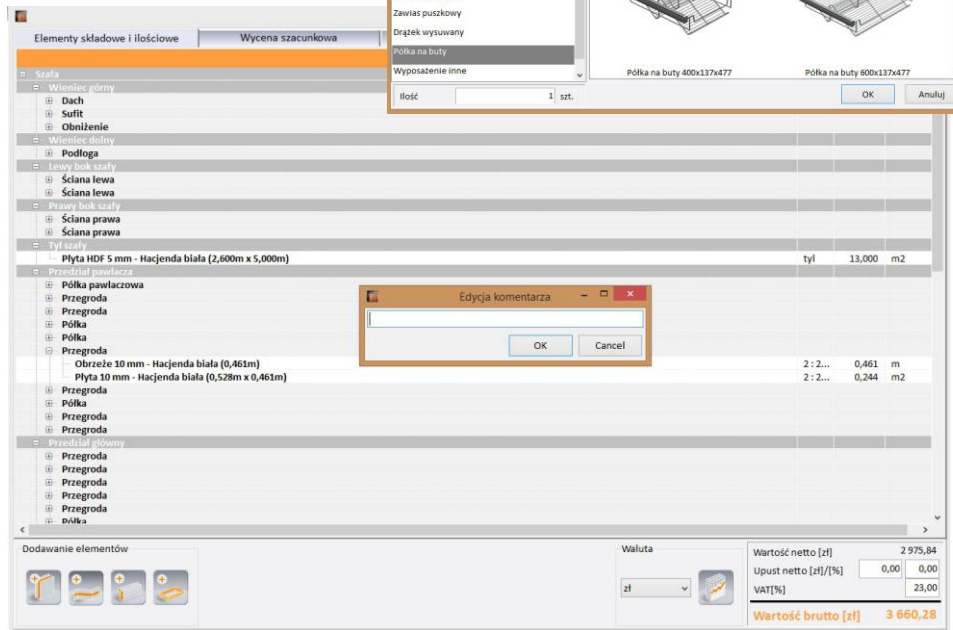 Zawias puszkowy
Drążek wysuwany
Półka na buty
Wyposażenie inne
Półka na buty 400x137x477
Półka na buty 600x137x477
Ilość 1 szt.
OK Anuluj
Elementy składowe i ilościowe
Wycena szacunkowa
Szafa
Wieniec górny
Dach
Sufit
Obniżenie
Wieniec dolny
Podłoga
Lewy bok szafy
Ściana lewa
Ściana lewa
Prawy bok szafy
Ściana prawa
Ściana prawa
Tył szafy
Płyta HDF 5 mm - Hacjenda biała (2,600m x 5,000m) tyl 13,000 m2
Przedział pawlacza
Półka pawlaczowa
Przegroda
Przegroda
Półka
Półka
Przegroda
Obrzeże 10 mm - Hacjenda biała (0,461m) 2 : 2... 0,461 m
Płyta 10 mm - Hacjenda biała (0,528m x 0,461m) 2 : 2... 0,244 m2
Przegroda
Półka
Przegroda
Przegroda
Przedział główny
Przegroda
Przegroda
Przegroda
Przegroda
Przegroda
Półka
Edycja komentarza
OK Cancel
Dodawanie elementów
Waluta
zł
Wartość netto [zł] 2 975,84
Upust netto [zł]/[%] 0,00 0,00
VAT[%] 23,00
Wartość brutto [zł] 3 660,28